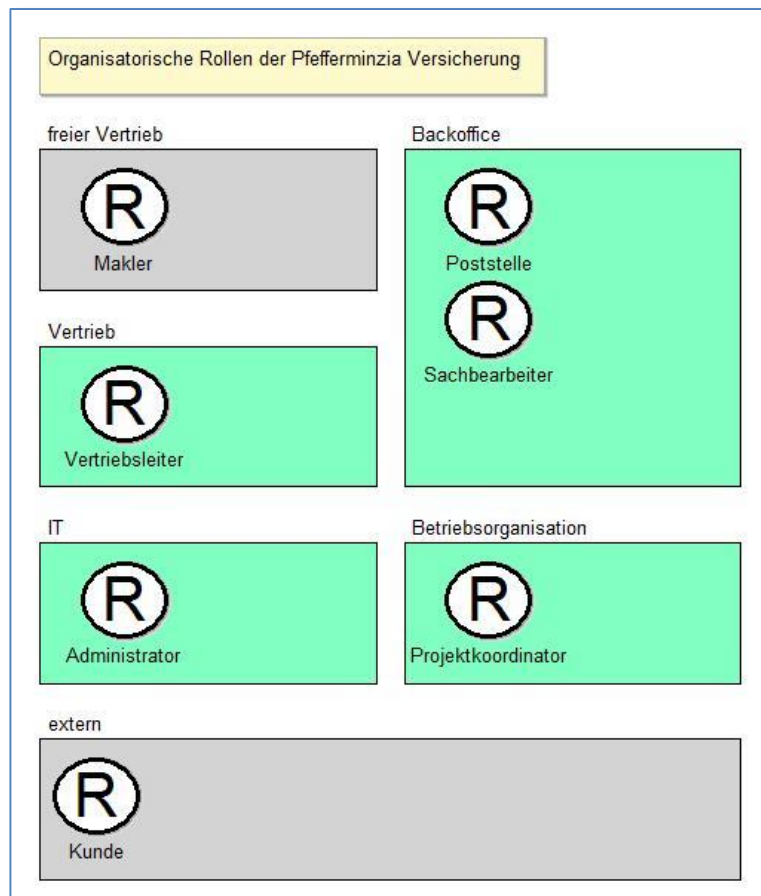 Organisatorische Rollen der Pfefferminzia Versicherung
freier Vertrieb
R
Makler
Backoffice
R
Poststelle
R
Sachbearbeiter
Vertrieb
R
Vertriebsleiter
IT
R
Administrator
Betriebsorganisation
R
Projektkoordinator
extern
R
Kunde